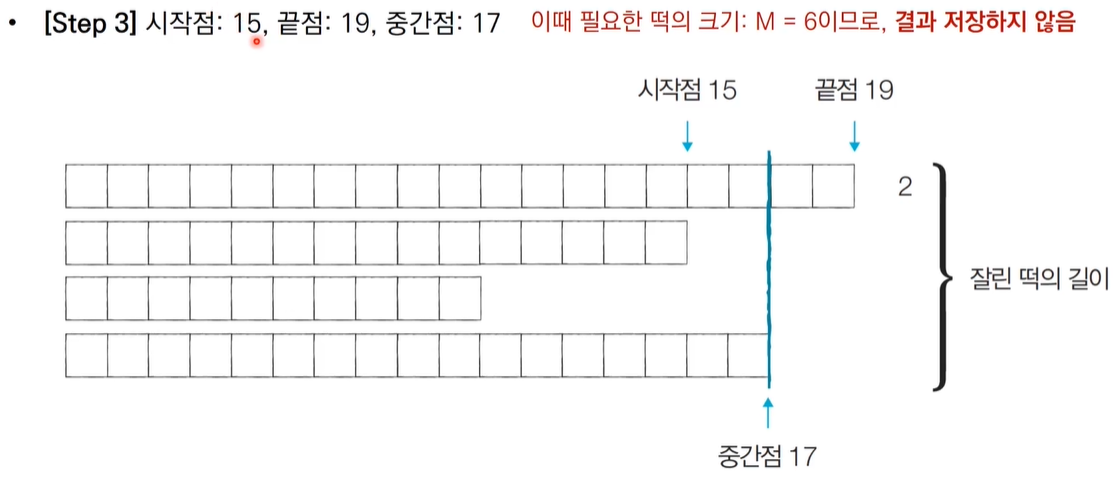 • [Step 3] 시작점: 15, 끝점: 19, 중간점: 17 이때 필요한 떡의 크기: M = 6이므로, 결과 저장하지 않음
시작점 15 끝점 19
2
잘린 떡의 길이
중간점 17